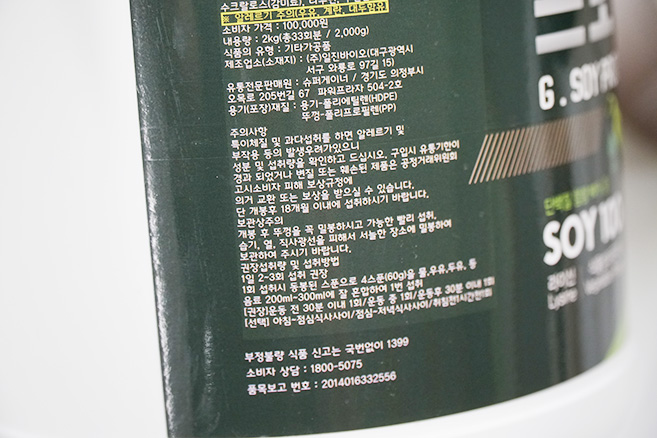 수크랄로스(감미료),
※ 알레르기 주의(우유, 계란, 대두함유
소비자 가격 : 100,000원
내용량 : 2kg(총33회분 / 2,000g)
식품의 유형 : 기타가공품
제조업소(소재지) : (주)일진바이오(대구광역시
서구 와룡로 97길 15)
유통전문판매원 : 슈퍼게이너 / 경기도 의정부시
오목로 205번길 67 파워프라자 504-2호
용기(포장)재질 : 용기-폴리에틸렌(HDPE)
뚜껑-폴리프로필렌(PP)
주의사항
특이체질 및 과다섭취를 하면 알레르기 및
부작용 등의 발생우려가있으니
성분 및 섭취량을 확인하고 드십시오. 구입시 유통기한이
경과 되었거나 변질 또는 훼손된 제품은 공정거래위원회
고시소비자 피해 보상규정에
의거 교환 또는 보상을 받으실 수 있습니다.
단 개봉후 18개월 이내에 섭취하시기 바랍니다.
보관상주의
개봉 후 뚜껑을 꼭 밀봉하시고 가능한 빨리 섭취,
습기, 열, 직사광선을 피해서 서늘한 장소에 밀봉하여
보관하여 주시기 바랍니다.
권장섭취량 및 섭취방법
1일 2-3회 섭취 권장
1회 섭취시 동봉된 스푼으로 4스푼(60g)을 물,우유,두유, 등
음료 200ml-300ml에 잘 혼합하여 1번 섭취
[권장]운동 전 30분 이내 1회/운동 중 1회/운동후 30분 이내 1회
[선택] 아침-점심식사사이/점심-저녁식사사이/취침전1시간전1회
부정불량 식품 신고는 국번없이 1399
소비자 상담 : 1800-5075
품목보고 번호 : 2014016332556
G . SOY
SOY 100
라이신
Lysine